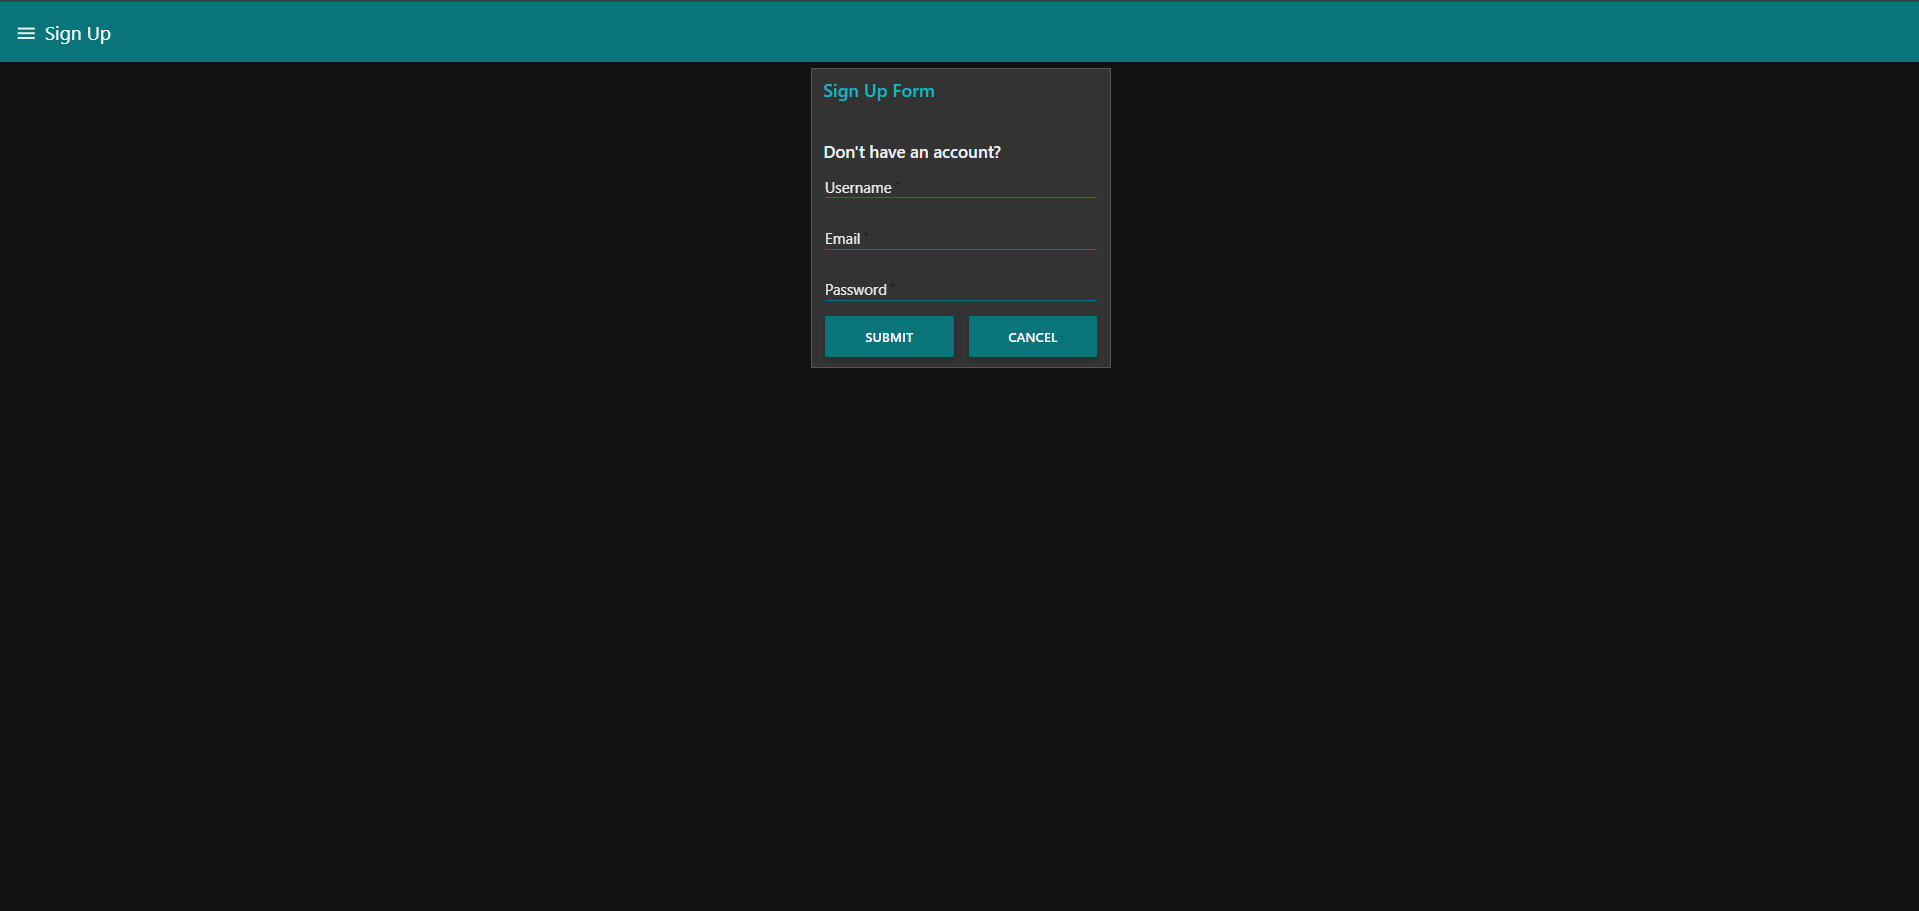 Sign Up
Sign Up Form
Don't have an account?
Username *
Email *
Password *
SUBMIT
CANCEL